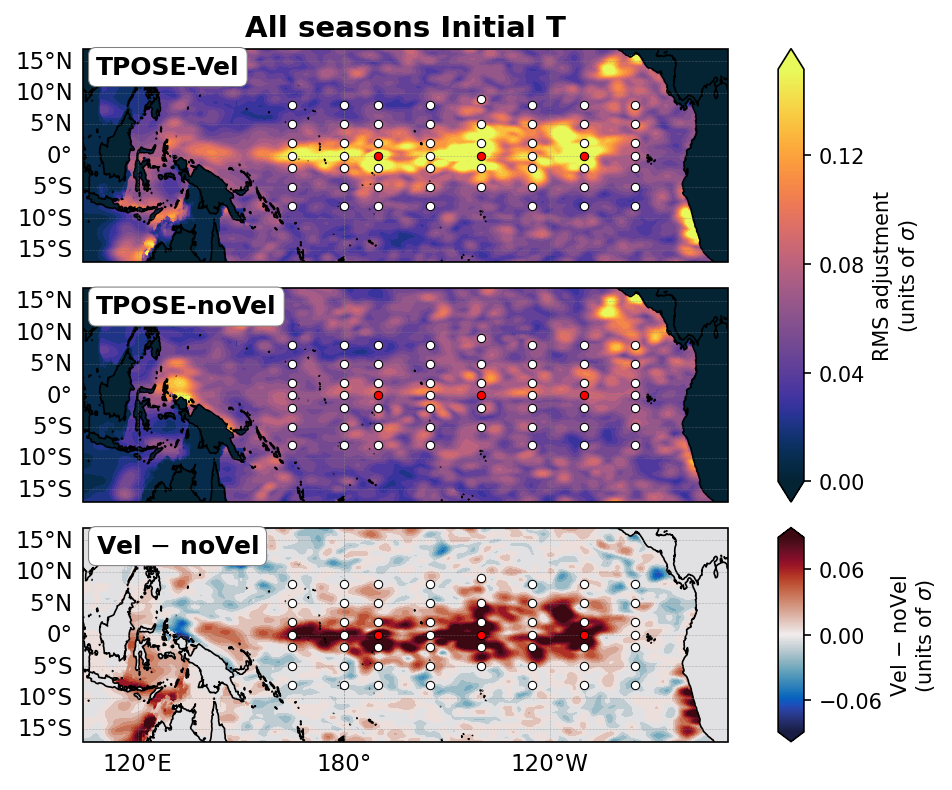 All seasons Initial T
TPOSE-Vel
15°N
10°N
5°N
0°
5°S
10°S
15°S
TPOSE-noVel
15°N
10°N
5°N
0°
5°S
10°S
15°S
Vel − noVel
15°N
10°N
5°N
0°
5°S
10°S
15°S
120°E
180°
120°W
0.12
0.08
0.04
0.00
RMS adjustment
(units of σ)
0.06
0.00
−0.06
Vel − noVel
(units of σ)